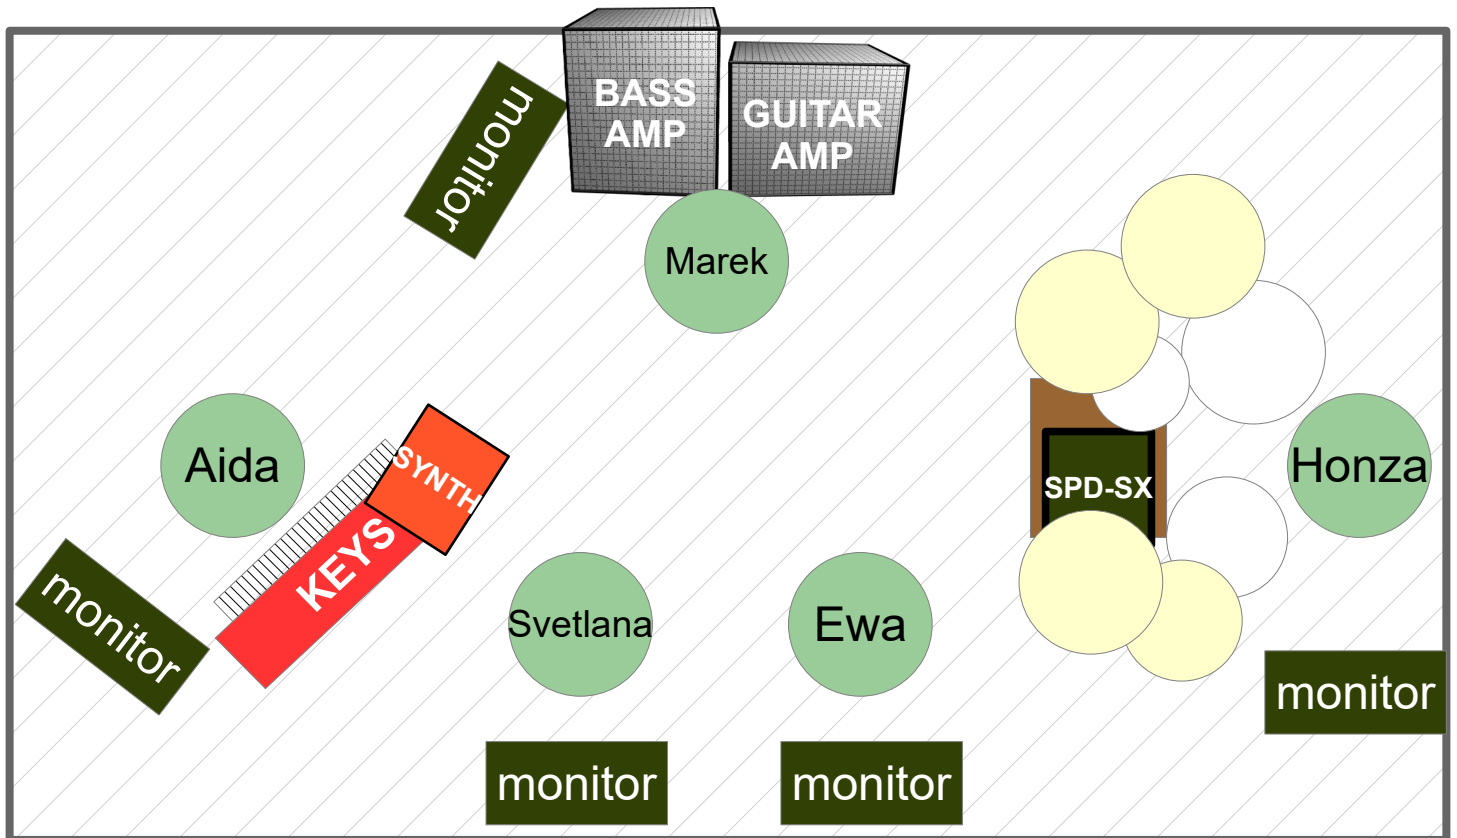 monitor
BASS
AMP
GUITAR
AMP
Marek
Aida
SYNTH
KEYS
SPD-SX
Honza
monitor
Svetlana
Ewa
monitor
monitor
monitor